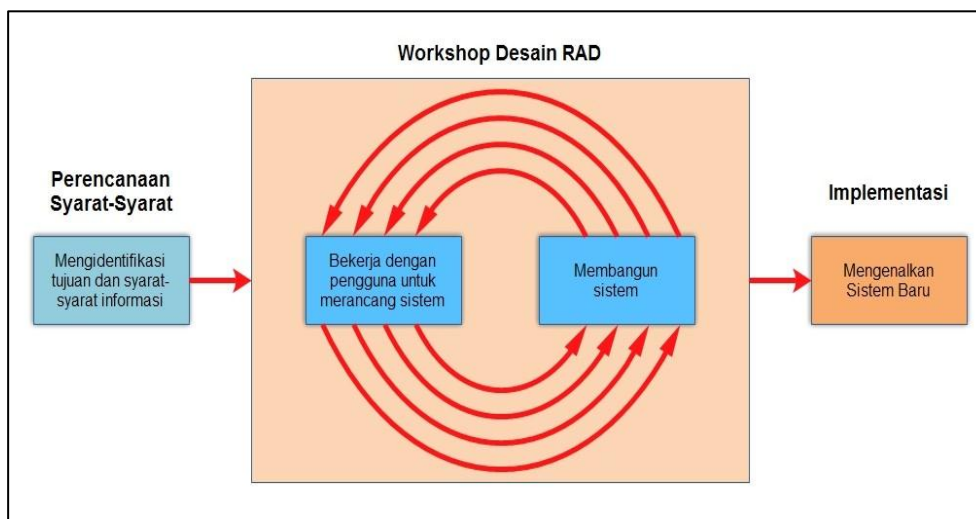 Workshop Desain RAD
Perencanaan
Syarat-Syarat
Mengidentifikasi
tujuan dan syarat-
syarat informasi
Bekerja dengan
pengguna untuk
merancang sistem
Membangun
sistem
Implementasi
Mengenalkan
Sistem Baru